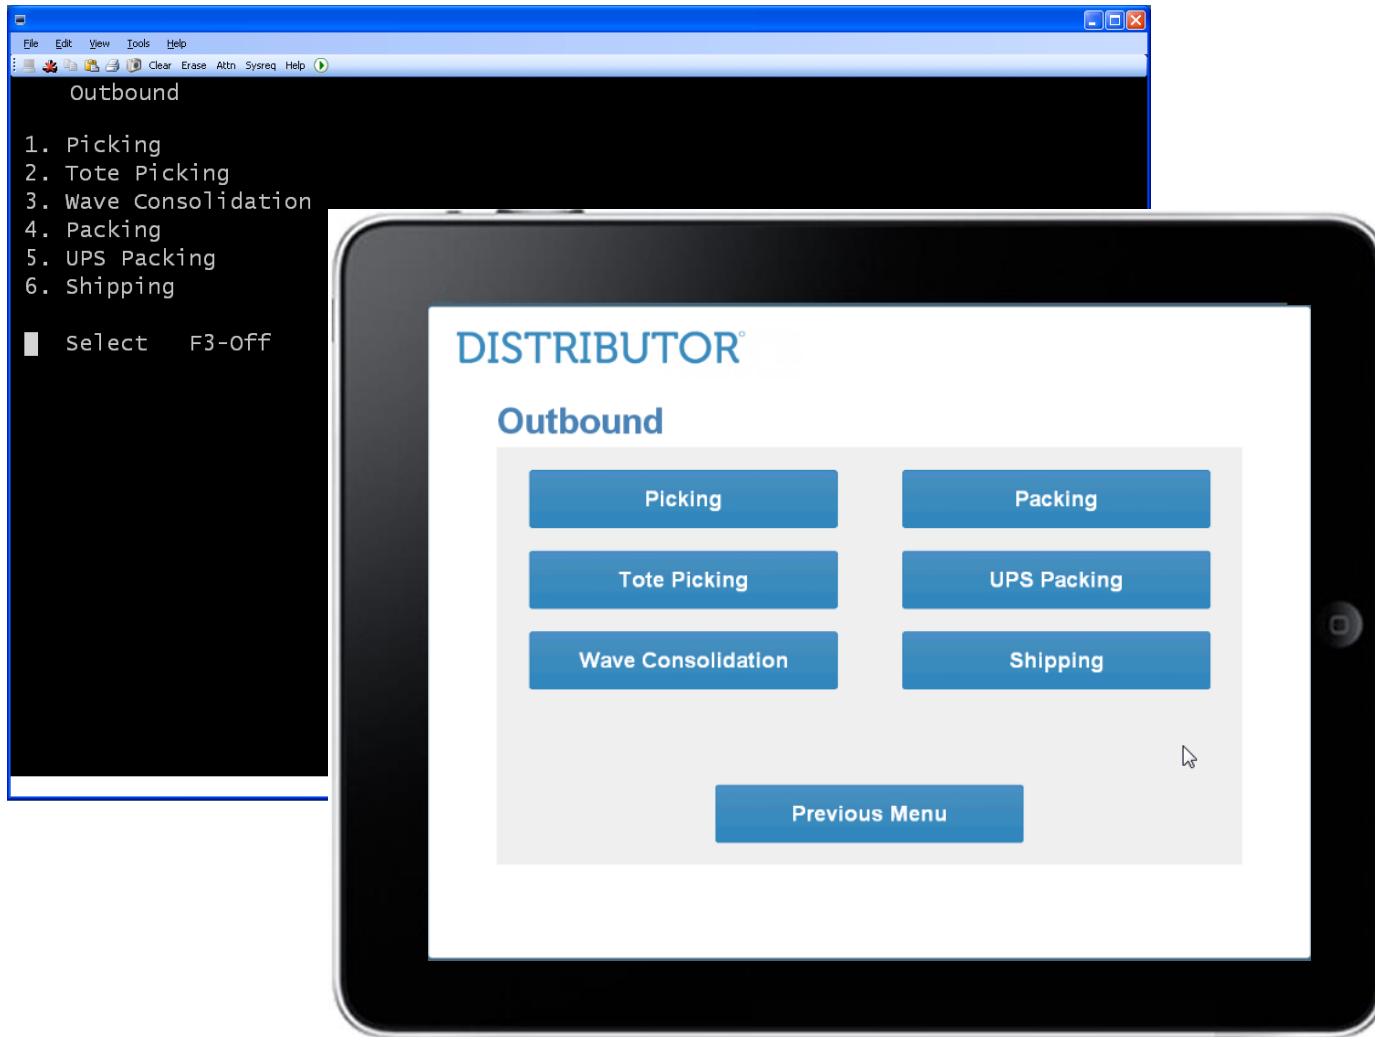 File Edit View Tools Help
Clear Erase Attn Sysreq Help
Outbound
1. Picking
2. Tote Picking
3. Wave Consolidation
4. Packing
5. UPS Packing
6. Shipping
Select F3-Off
DISTRIBUTOR
Outbound
Picking Packing
Tote Picking UPS Packing
Wave Consolidation Shipping
Previous Menu